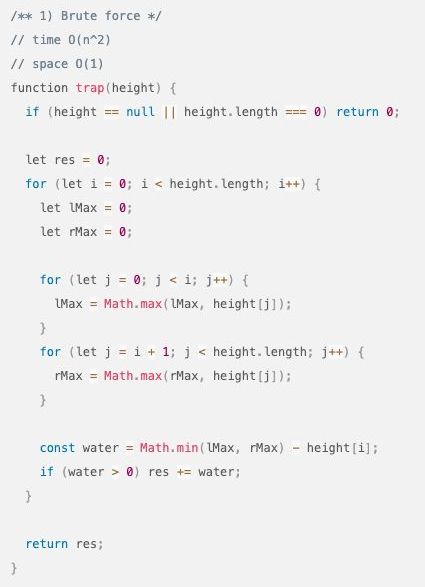 /** 1) Brute force */
// time O(n^2)
// space O(1)
function trap(height) {
  if (height == null || height.length === 0) return 0;

  let res = 0;
  for (let i = 0; i < height.length; i++) {
    let lMax = 0;
    let rMax = 0;

    for (let j = 0; j < i; j++) {
      lMax = Math.max(lMax, height[j]);
    }
    for (let j = i + 1; j < height.length; j++) {
      rMax = Math.max(rMax, height[j]);
    }

    const water = Math.min(lMax, rMax) - height[i];
    if (water > 0) res += water;
  }

  return res;
}